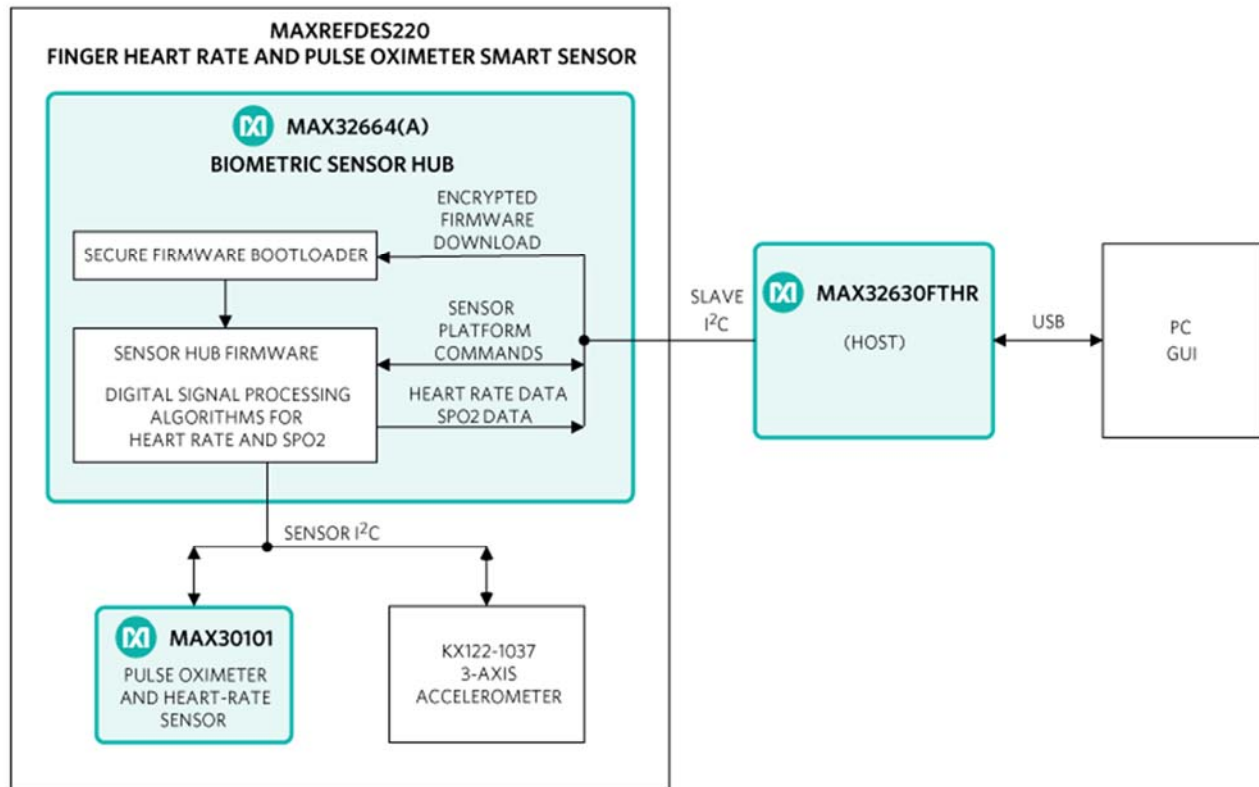 MAXREFDES220
FINGER HEART RATE AND PULSE OXIMETER SMART SENSOR
MAX32664(A)
BIOMETRIC SENSOR HUB
ENCRYPTED
FIRMWARE
DOWNLOAD
SECURE FIRMWARE BOOTLOADER
SENSOR
PLATFORM
COMMANDS
SENSOR HUB FIRMWARE
DIGITAL SIGNAL PROCESSING
ALGORITHMS FOR
HEART RATE AND SPO2
HEART RATE DATA
SPO2 DATA
SLAVE
I²C
MAX32630FTHR
(HOST)
USB
PC
GUI
SENSOR I²C
MAX30101
PULSE OXIMETER
AND HEART-RATE
SENSOR
KX122-1037
3-AXIS
ACCELEROMETER